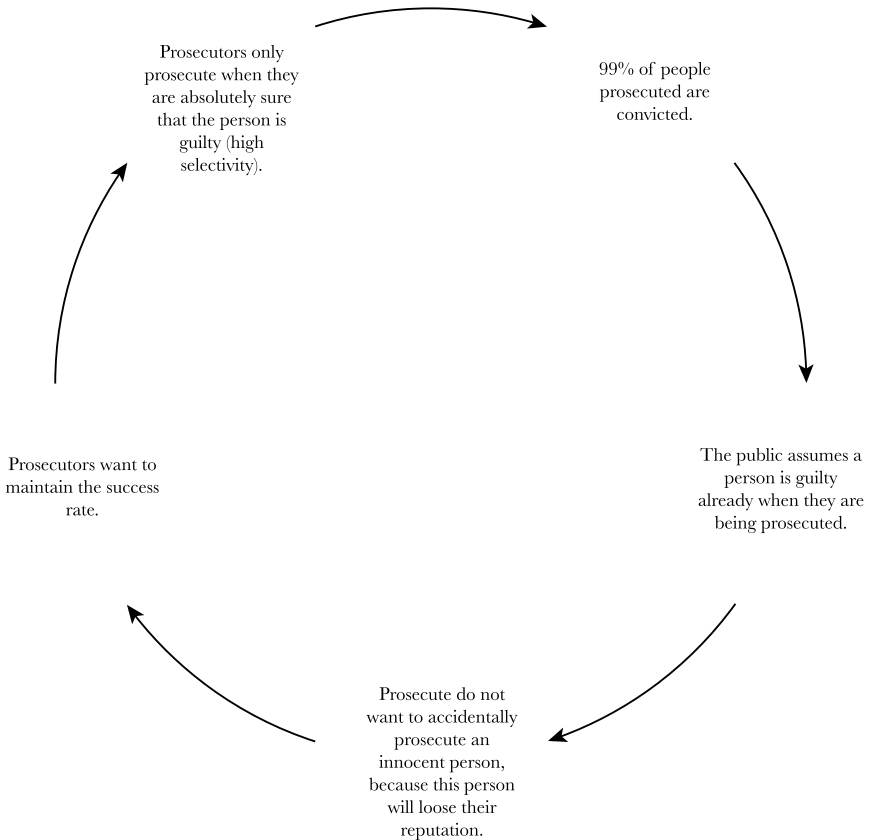 Prosecutors only
prosecute when they
are absolutely sure
that the person is
guilty (high
selectivity).
99% of people
prosecuted are
convicted.
The public assumes a
person is guilty
already when they are
being prosecuted.
Prosecute do not
want to accidentally
prosecute an
innocent person,
because this person
will loose their
reputation.
Prosecutors want to
maintain the success
rate.